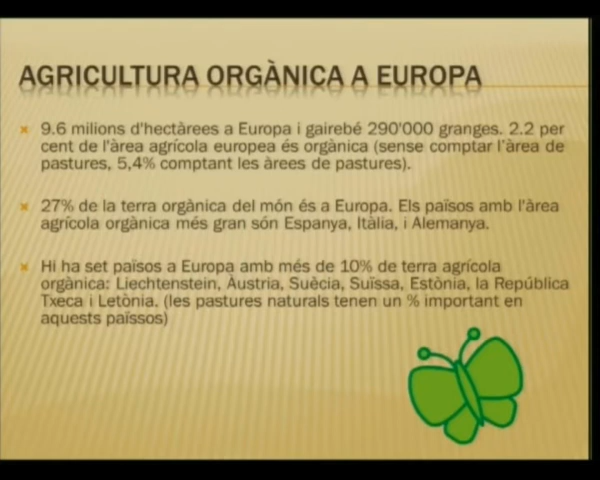 AGRICULTURA ORGÀNICA A EUROPA
9.6 milions d'hectàrees a Europa i gairebé 290'000 granges. 2.2 per
cent de l'àrea agrícola europea és orgànica (sense comptar l'àrea de
pastures, 5,4% comptant les àrees de pastures).
27% de la terra orgànica del món és a Europa. Els països amb l'àrea
agrícola orgànica més gran són Espanya, Itàlia, i Alemanya.
Hi ha set països a Europa amb més de 10% de terra agrícola
orgànica: Liechtenstein, Àustria, Suècia, Suïssa, Estònia, la República
Txeca i Letònia. (les pastures naturals tenen un % important en
aquests païssos)